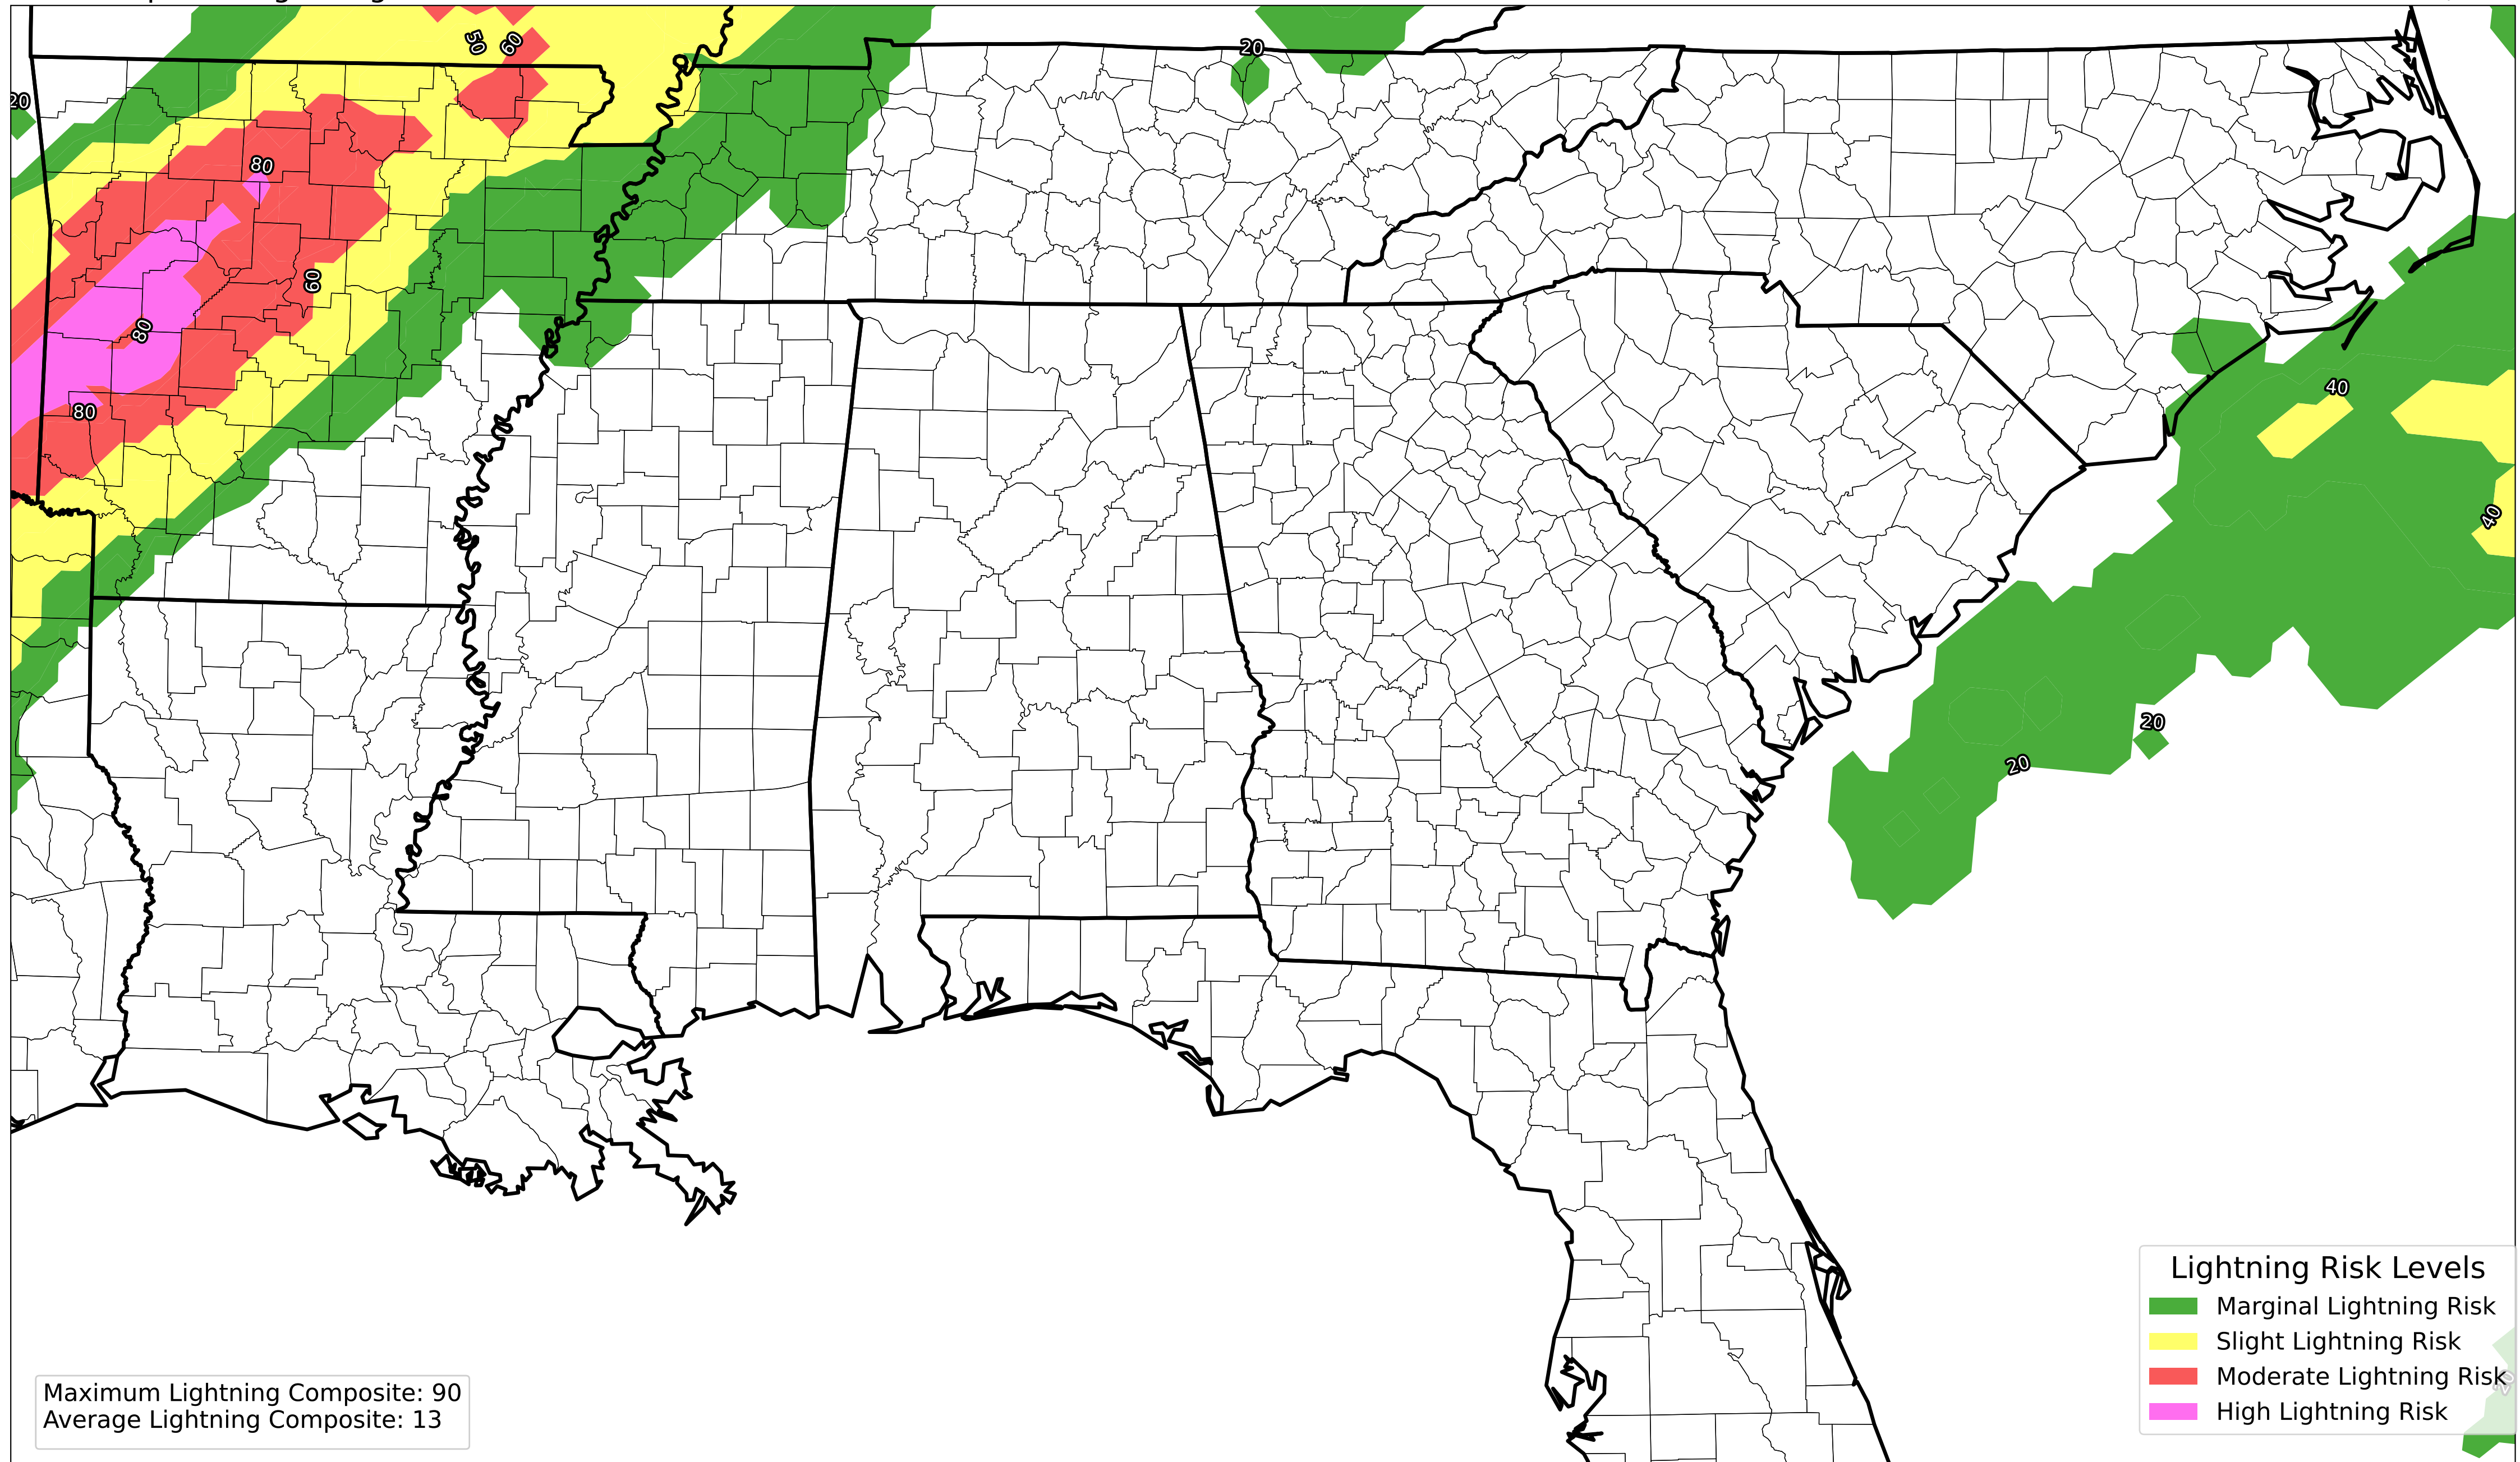 50
60
20
20
80
60
80
80
40
40
20
20
Lightning Risk Levels
Marginal Lightning Risk
Slight Lightning Risk
Moderate Lightning Risk
High Lightning Risk
20
Maximum Lightning Composite: 90
Average Lightning Composite: 13